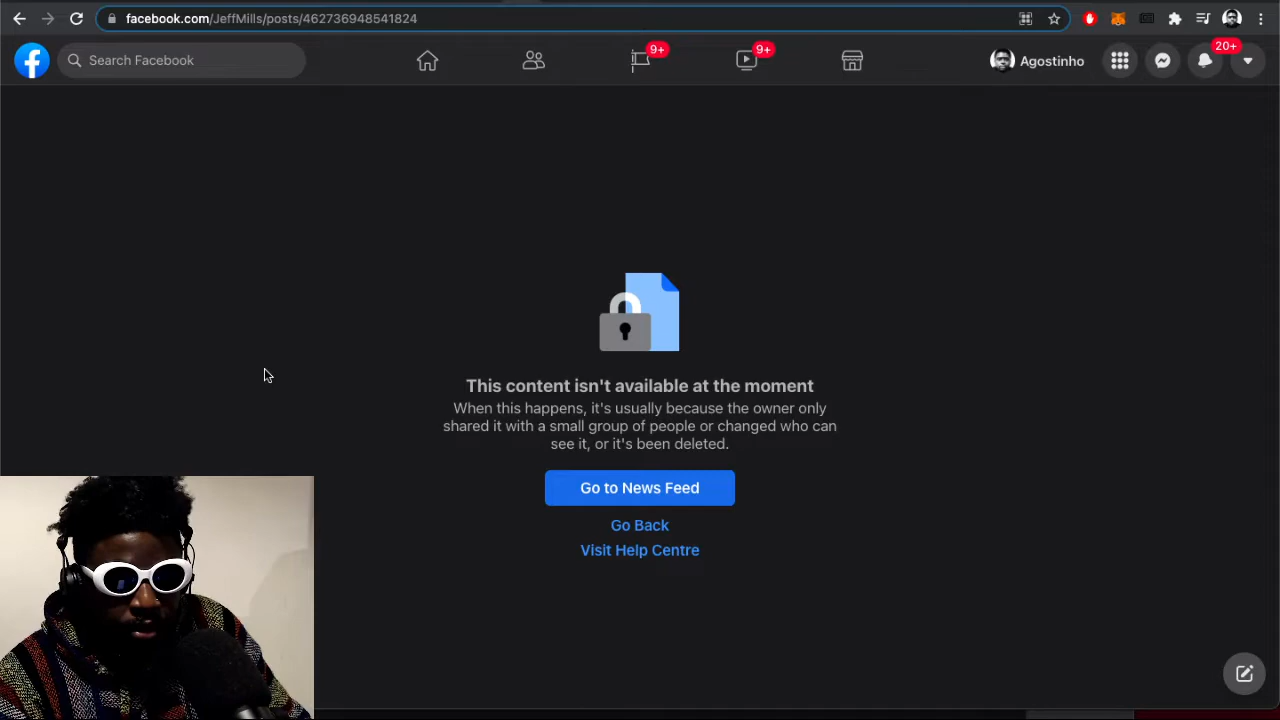 facebook.com/JeffMills/posts/462736948541824
Search Facebook
9+
9+
Agostinho
20+
This content isn't available at the moment
When this happens, it's usually because the owner only
shared it with a small group of people or changed who can
see it, or it's been deleted.
Go to News Feed
Go Back
Visit Help Centre